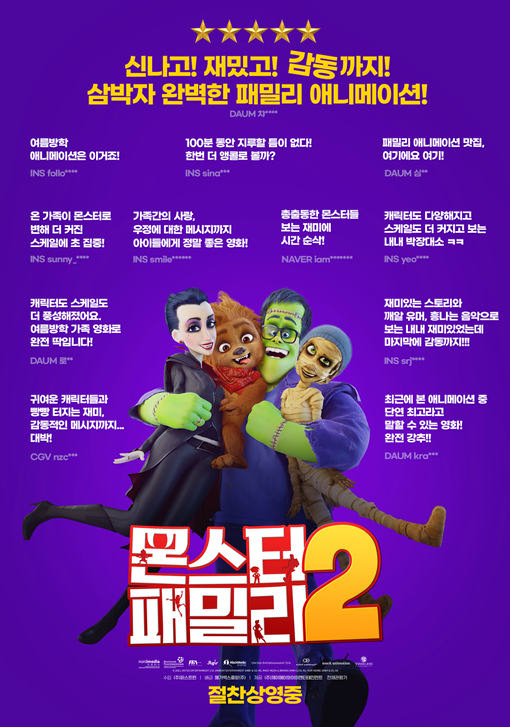 신나고! 재밌고! 감동까지!
삼박자 완벽한 패밀리 애니메이션!
DAUM 차****
여름방학
애니메이션은 이거죠!
INS follo****
100분 동안 지루할 틈이 없다!
한번 더 앵콜로 볼까?
INS sina***
패밀리 애니메이션 맛집,
여기에요 여기!
DAUM 심**
온 가족이 몬스터로
변해 더 커진
스케일에 초 집중!
INS sunny_****
가족간의 사랑,
우정에 대한 메시지까지
아이들에게 정말 좋은 영화!
INS smile******
총출동한 몬스터들
보는 재미에
시간 순삭!
NAVER iam*******
캐릭터도 다양해지고
스케일도 더 커지고 보는
내내 박장대소 ㅋㅋ
INS yeo****
캐릭터도 스케일도
더 풍성해졌어요.
여름방학 가족 영화로
완전 딱입니다!
DAUM 로**
재미있는 스토리와
깨알 유머, 흥나는 음악으로
보는 내내 재미있었는데
마지막에 감동까지!!!
INS srj****
귀여운 캐릭터들과
빵빵 터지는 재미,
감동적인 메시지까지...
대박!
CGV nzc***
최근에 본 애니메이션 중
단연 최고라고
말할 수 있는 영화!
완전 강추!!
DAUM kra***
몬스터
패밀리 2
절찬상영중